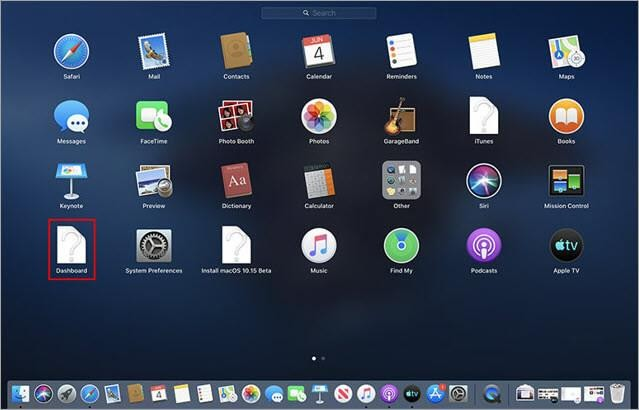 Search
JUN
4
Safari
Mail
Contacts
Calendar
Reminders
Notes
Maps
Messages
FaceTime
Photo Booth
Photos
GarageBand
iTunes
Books
Aa
Keynote
Preview
Dictionary
Calculator
Other
Siri
Mission Control
tv
Dashboard
System Preferences
Install macOS 10.15 Beta
Music
Find My
Podcasts
Apple TV
4
tv